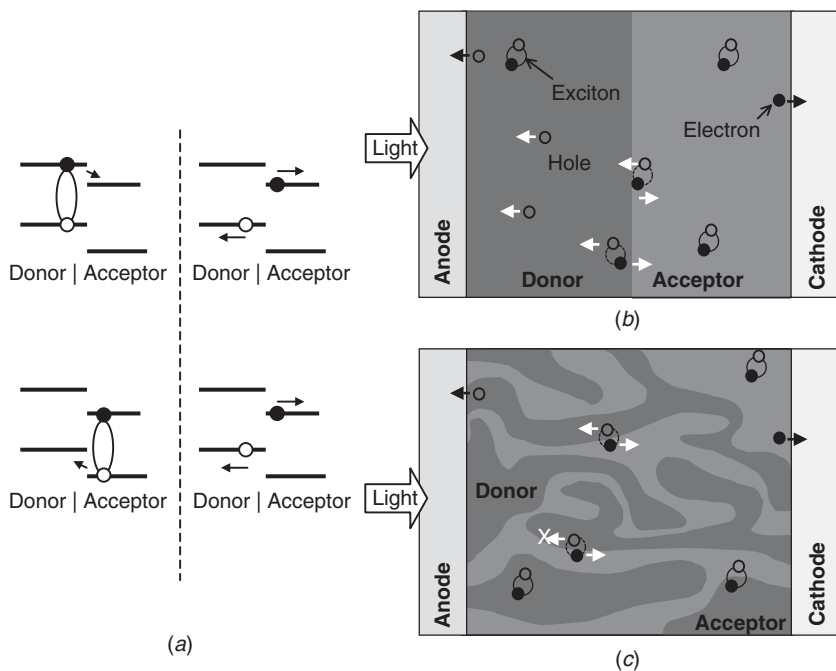 Donor | Acceptor
Donor | Acceptor
Donor | Acceptor
Donor | Acceptor
(a)
Light
Anode
Exciton
Hole
Electron
Donor
Acceptor
Cathode
(b)
Light
Anode
Donor
X
Acceptor
Cathode
(c)